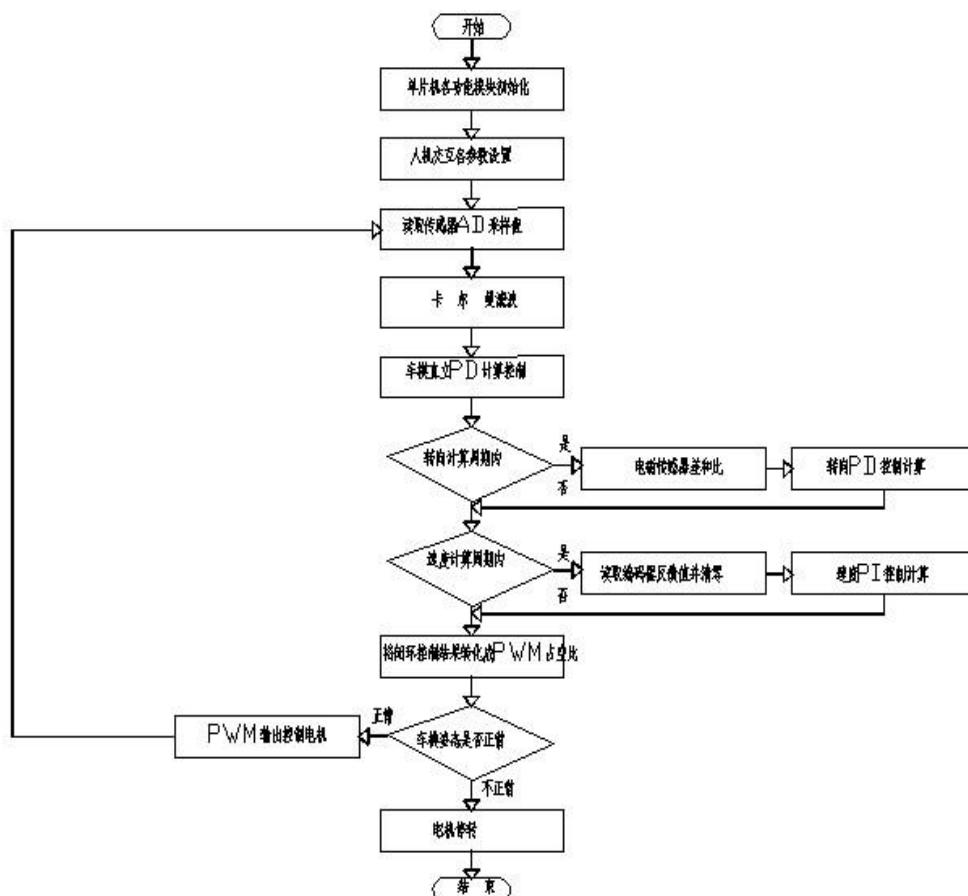 开始
单片机各功能模块初始化
人机交互各参数设置
读取传感器AD采样值
卡尔曼滤波
车模直立PD计算控制
转向计算周期内
是
否
电磁传感器差和比
转向PD控制计算
速度计算周期内
是
否
读取编码器反馈值并清零
速度PI控制计算
将闭环控制结果转化成PWM占空比
车模姿态是否正常
正常
PWM输出控制电机
不正常
电机停转
结束